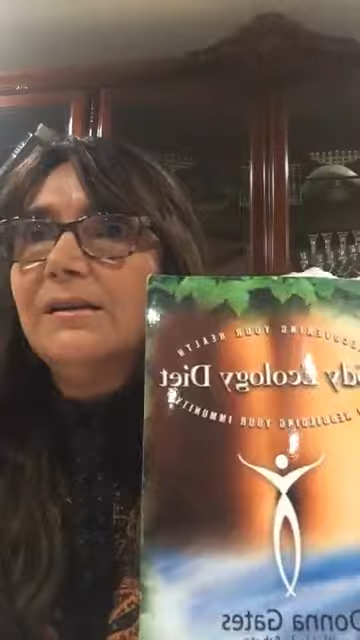 COVERING YOUR HEALTH
dy Ecology Diet
REBUILDING YOUR IMMUNITY
Donna Gates